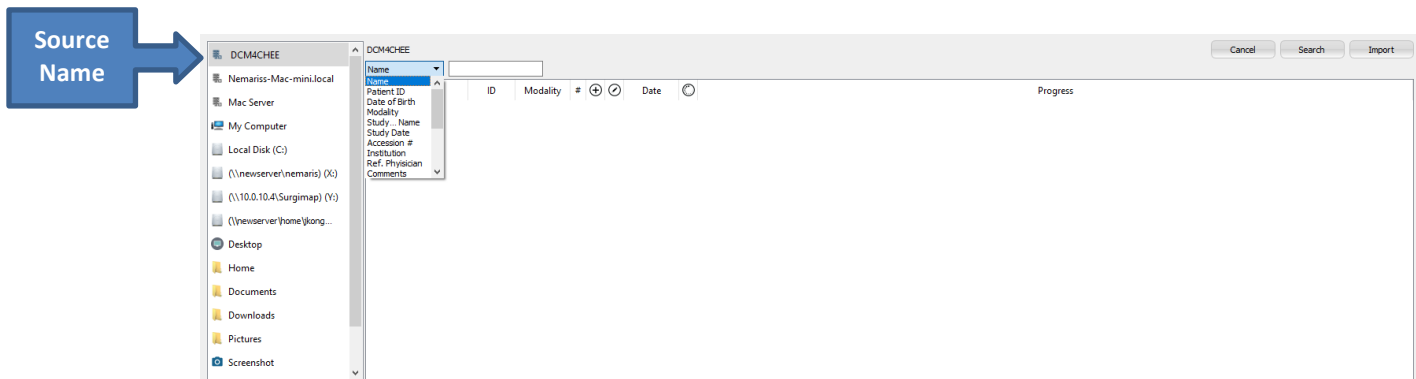 Source
Name
DCM4CHEE
Nemariss-Mac-mini.local
Mac Server
My Computer
Local Disk (C:)
(\\newserver\nemaris) (X:)
(\\10.0.10.4\Surgimap) (Y:)
(\\newserver\home\jkong...
Desktop
Home
Documents
Downloads
Pictures
Screenshot
DCM4CHEE
Cancel Search Import
Name
Name
Patient ID
Date of Birth
Modality
Study... Name
Study Date
Accession #
Institution
Ref. Phyisician
Comments
ID Modality # Date Progress